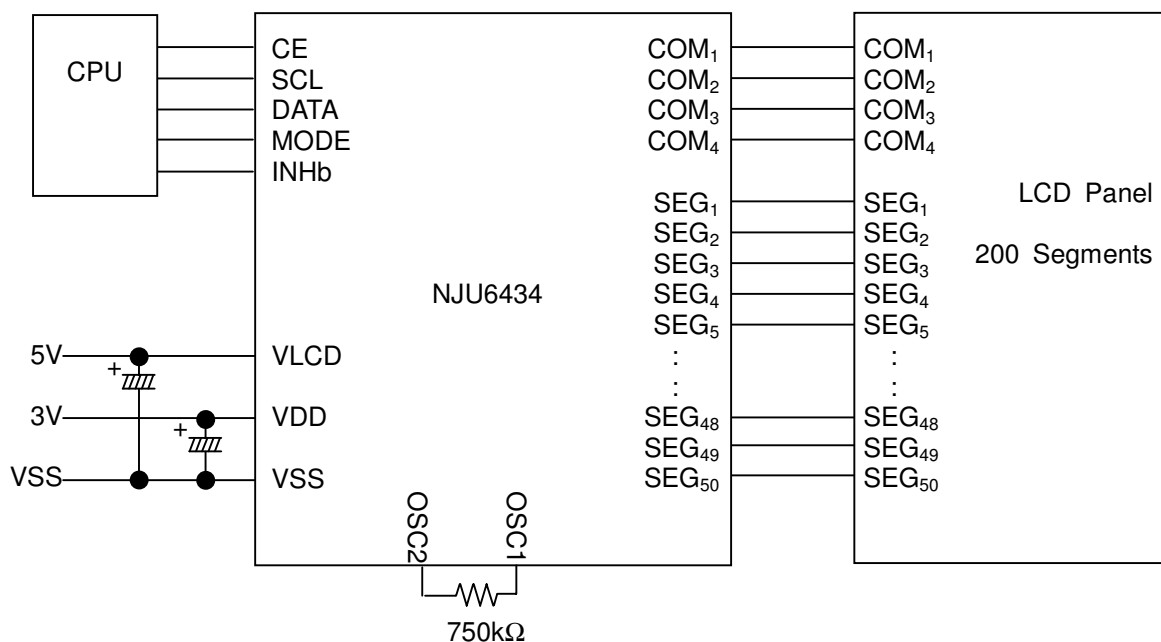 CPU
CE
SCL
DATA
MODE
INHb
5V
+
VLCD
3V
+
VDD
VSS
VSS
NJU6434
OSC2
OSC1
750kΩ
COM₁
COM₂
COM₃
COM₄
SEG₁
SEG₂
SEG₃
SEG₄
SEG₅
:
:
SEG₄₈
SEG₄₉
SEG₅₀
COM₁
COM₂
COM₃
COM₄
SEG₁
SEG₂
SEG₃
SEG₄
SEG₅
:
:
SEG₄₈
SEG₄₉
SEG₅₀
LCD Panel
200 Segments